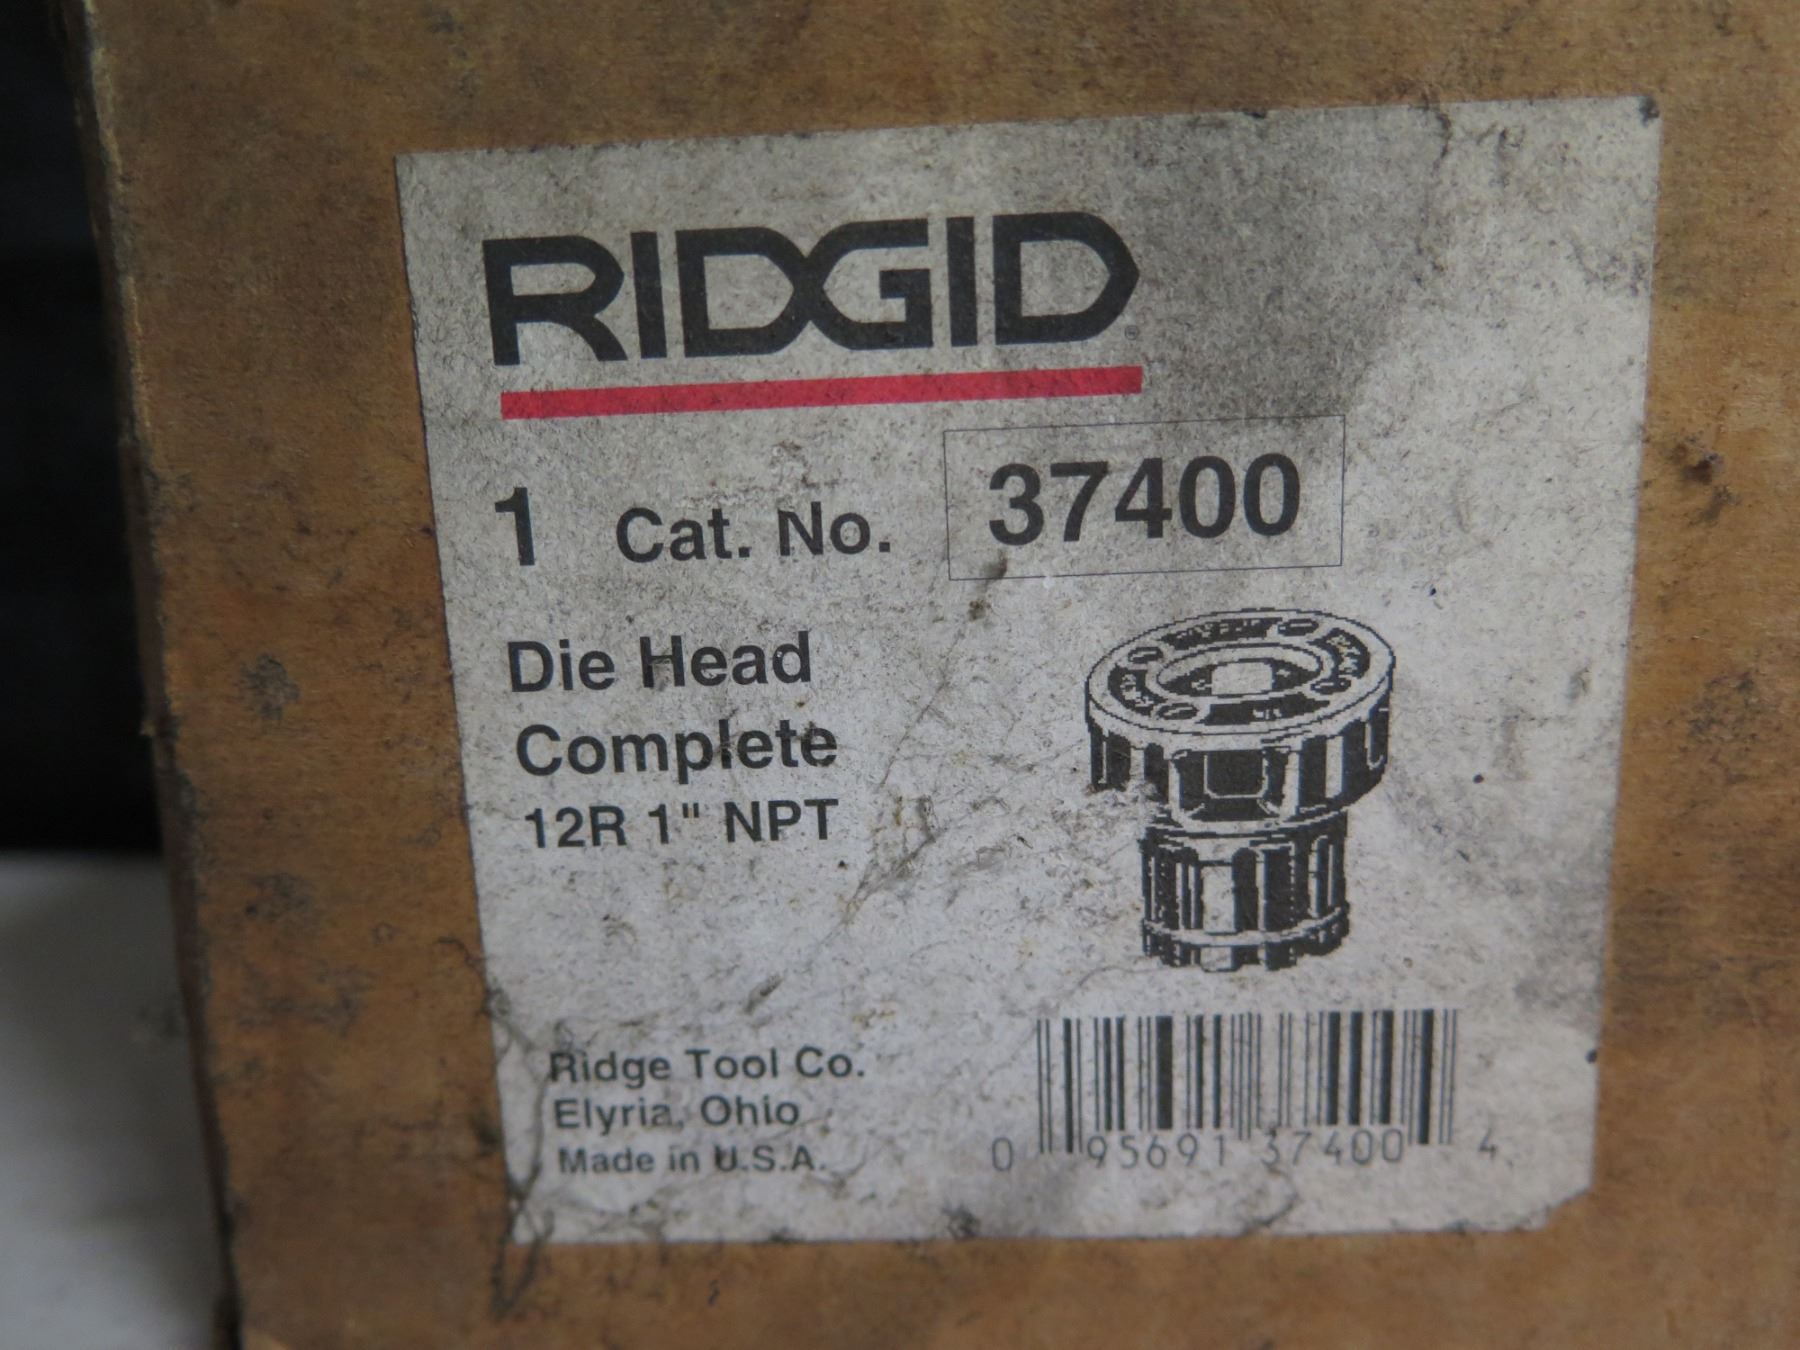 RIDGID®
1 Cat. No. 37400
Die Head
Complete
12R 1" NPT
Ridge Tool Co.
Elyria, Ohio
Made in U.S.A.
0 95691 37400 4